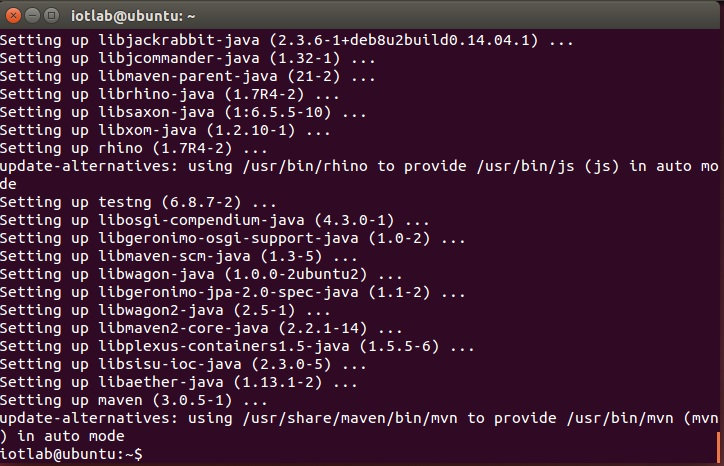 iotlab@ubuntu: ~
Setting up libjackrabbit-java (2.3.6-1+deb8u2build0.14.04.1) ...
Setting up libjcommander-java (1.32-1) ...
Setting up libmaven-parent-java (21-2) ...
Setting up librhino-java (1.7R4-2) ...
Setting up libsaxon-java (1:6.5.5-10) ...
Setting up libxom-java (1.2.10-1) ...
Setting up rhino (1.7R4-2) ...
update-alternatives: using /usr/bin/rhino to provide /usr/bin/js (js) in auto mo
de
Setting up testng (6.8.7-2) ...
Setting up libosgi-compendium-java (4.3.0-1) ...
Setting up libgeronimo-osgi-support-java (1.0-2) ...
Setting up libmaven-scm-java (1.3-5) ...
Setting up libwagon-java (1.0.0-2ubuntu2) ...
Setting up libgeronimo-jpa-2.0-spec-java (1.1-2) ...
Setting up libwagon2-java (2.5-1) ...
Setting up libmaven2-core-java (2.2.1-14) ...
Setting up libplexus-containers1.5-java (1.5.5-6) ...
Setting up libsisu-ioc-java (2.3.0-5) ...
Setting up libaether-java (1.13.1-2) ...
Setting up maven (3.0.5-1) ...
update-alternatives: using /usr/share/maven/bin/mvn to provide /usr/bin/mvn (mvn
) in auto mode
iotlab@ubuntu:~$